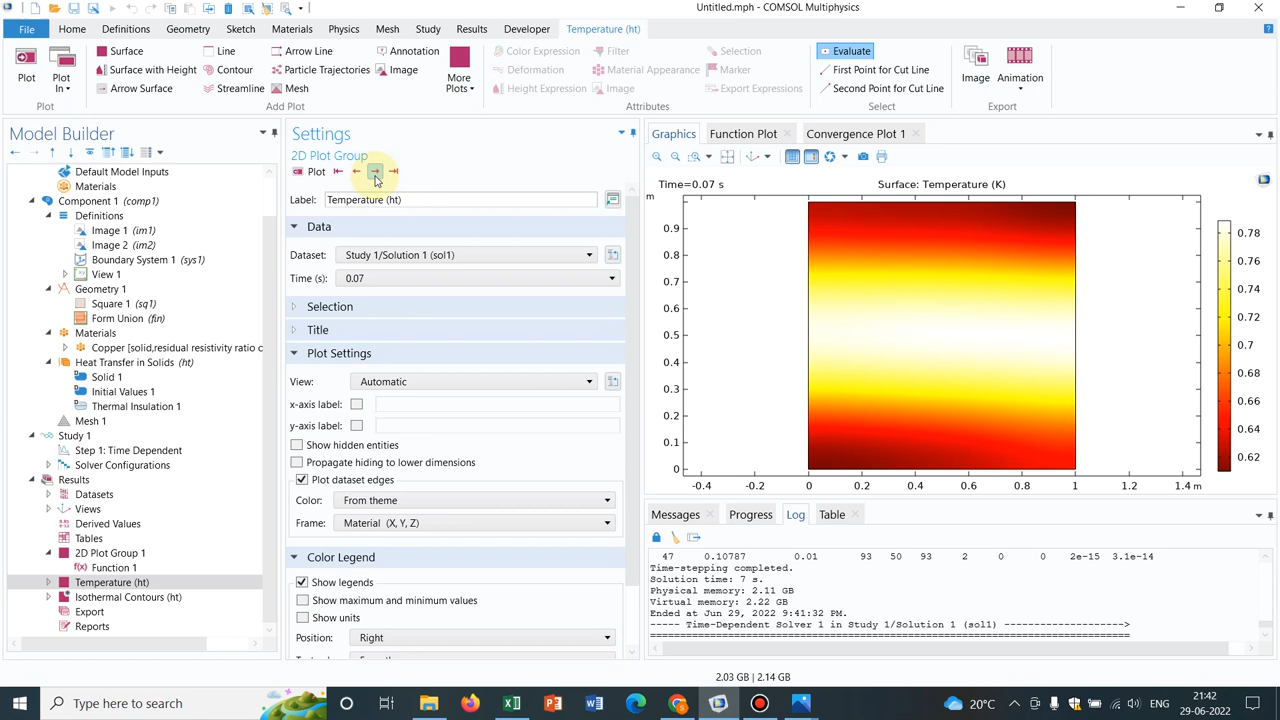 Untitled.mph - COMSOL Multiphysics
File Home Definitions Geometry Sketch Materials Physics Mesh Study Results Developer Temperature (ht)
Surface Line Arrow Line Annotation Color Expression Filter Selection Evaluate
Surface with Height Contour Particle Trajectories Image Deformation Material Appearance Marker First Point for Cut Line
Plot Plot In Arrow Surface Streamline Mesh More Plots Height Expression Image Export Expressions Second Point for Cut Line Image Animation
Plot Add Plot Attributes Select Export
Model Builder
Default Model Inputs
Materials
Component 1 (comp1)
Definitions
Image 1 (im1)
Image 2 (im2)
Boundary System 1 (sys1)
View 1
Geometry 1
Square 1 (sq1)
Form Union (fin)
Materials
Copper [solid,residual resistivity ratio c
Heat Transfer in Solids (ht)
Solid 1
Initial Values 1
Thermal Insulation 1
Mesh 1
Study 1
Step 1: Time Dependent
Solver Configurations
Results
Datasets
Views
Derived Values
Tables
2D Plot Group 1
Function 1
Temperature (ht)
Isothermal Contours (ht)
Export
Reports
Settings
2D Plot Group
Plot
Label: Temperature (ht)
Data
Dataset: Study 1/Solution 1 (sol1)
Time (s): 0.07
Selection
Title
Plot Settings
View: Automatic
x-axis label:
y-axis label:
Show hidden entities
Propagate hiding to lower dimensions
Plot dataset edges
Color: From theme
Frame: Material (X, Y, Z)
Color Legend
Show legends
Show maximum and minimum values
Show units
Position: Right
Graphics Function Plot Convergence Plot 1
Time=0.07 s Surface: Temperature (K)
m
0.9
0.8
0.7
0.6
0.5
0.4
0.3
0.2
0.1
0
-0.4 -0.2 0 0.2 0.4 0.6 0.8 1 1.2 1.4 m
0.78
0.76
0.74
0.72
0.7
0.68
0.66
0.64
0.62
Messages Progress Log Table
47 0.10787 0.01 93 50 93 2 0 0 2e-15 3.1e-14
Time-stepping completed.
Solution time: 7 s.
Physical memory: 2.11 GB
Virtual memory: 2.22 GB
Ended at Jun 29, 2022 9:41:32 PM.
----- Time-Dependent Solver 1 in Study 1/Solution 1 (sol1) -------------------->
2.03 GB | 2.14 GB
Type here to search 20°C ENG 21:42
29-06-2022